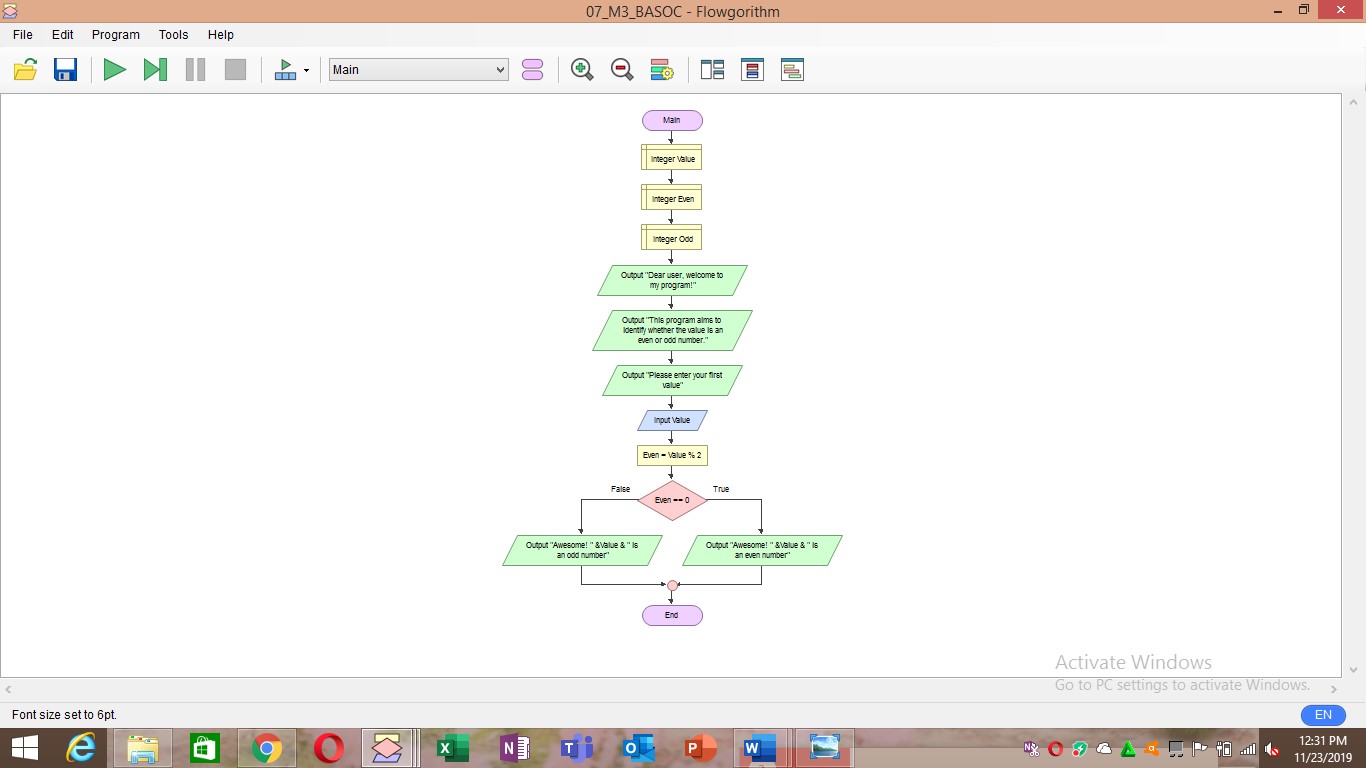 07_M3_BASOC - Flowgorithm
File Edit Program Tools Help
Main
Main
Integer Value
Integer Even
Integer Odd
Output "Dear user, welcome to
my program!"
Output "This program aims to
identify whether the value is an
even or odd number."
Output "Please enter your first
value"
Input Value
Even = Value % 2
False True
Even == 0
Output "Awesome! " &Value & " is
an odd number"
Output "Awesome! " &Value & " is
an even number"
End
Activate Windows
Go to PC settings to activate Windows.
Font size set to 6pt.
EN
12:31 PM
11/23/2019